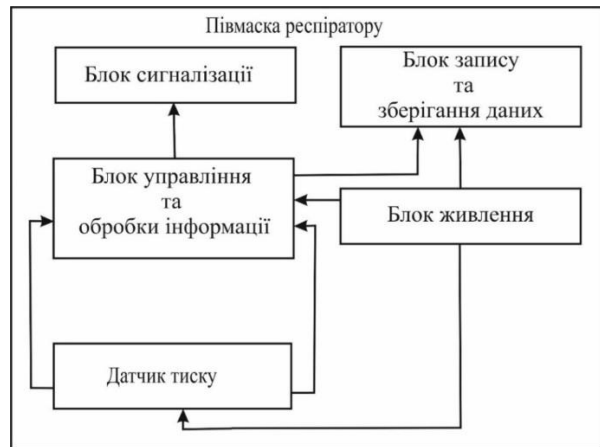 Півмаска респіратору
Блок сигналізації
Блок запису
та
зберігання даних
Блок управління
та
обробки інформації
Блок живлення
Датчик тиску